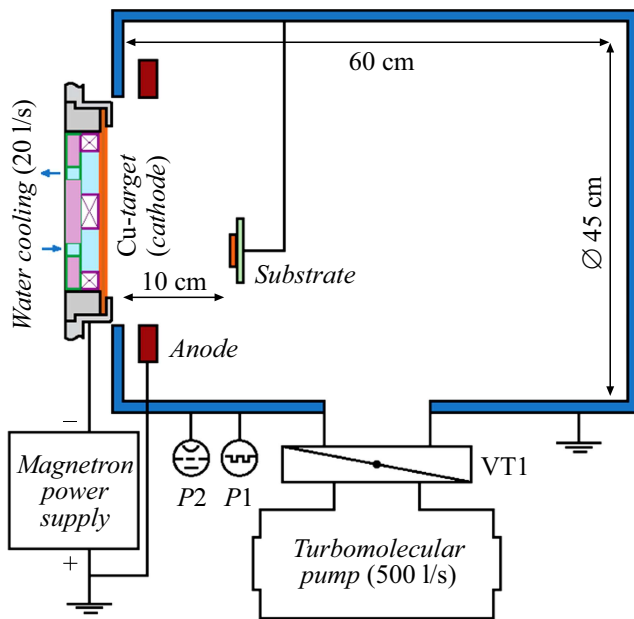 60 cm
Water cooling (20 l/s)
Cu-target
(cathode)
Ø 45 cm
Substrate
10 cm
Anode
–
Magnetron
power
supply
+
P2
P1
VT1
Turbomolecular
pump (500 l/s)